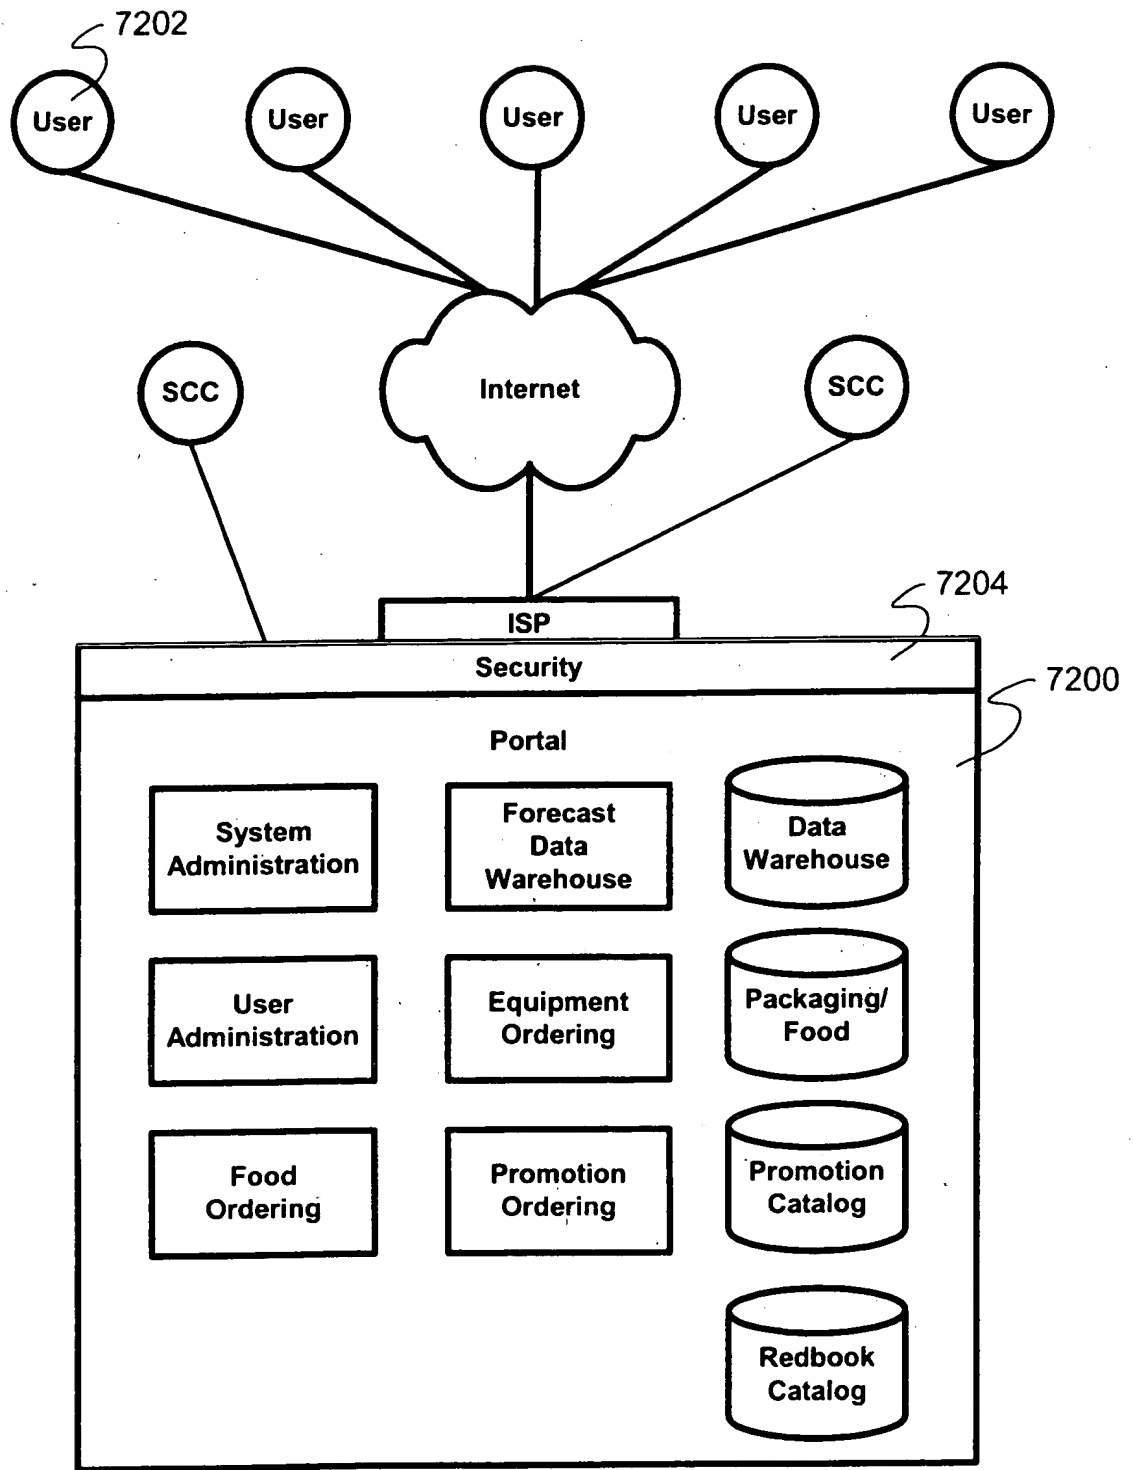 7202
User
User
User
User
User
SCC
Internet
SCC
7204
ISP
Security
7200
Portal
System
Administration
Forecast
Data
Warehouse
Data
Warehouse
User
Administration
Equipment
Ordering
Packaging/
Food
Food
Ordering
Promotion
Ordering
Promotion
Catalog
Redbook
Catalog